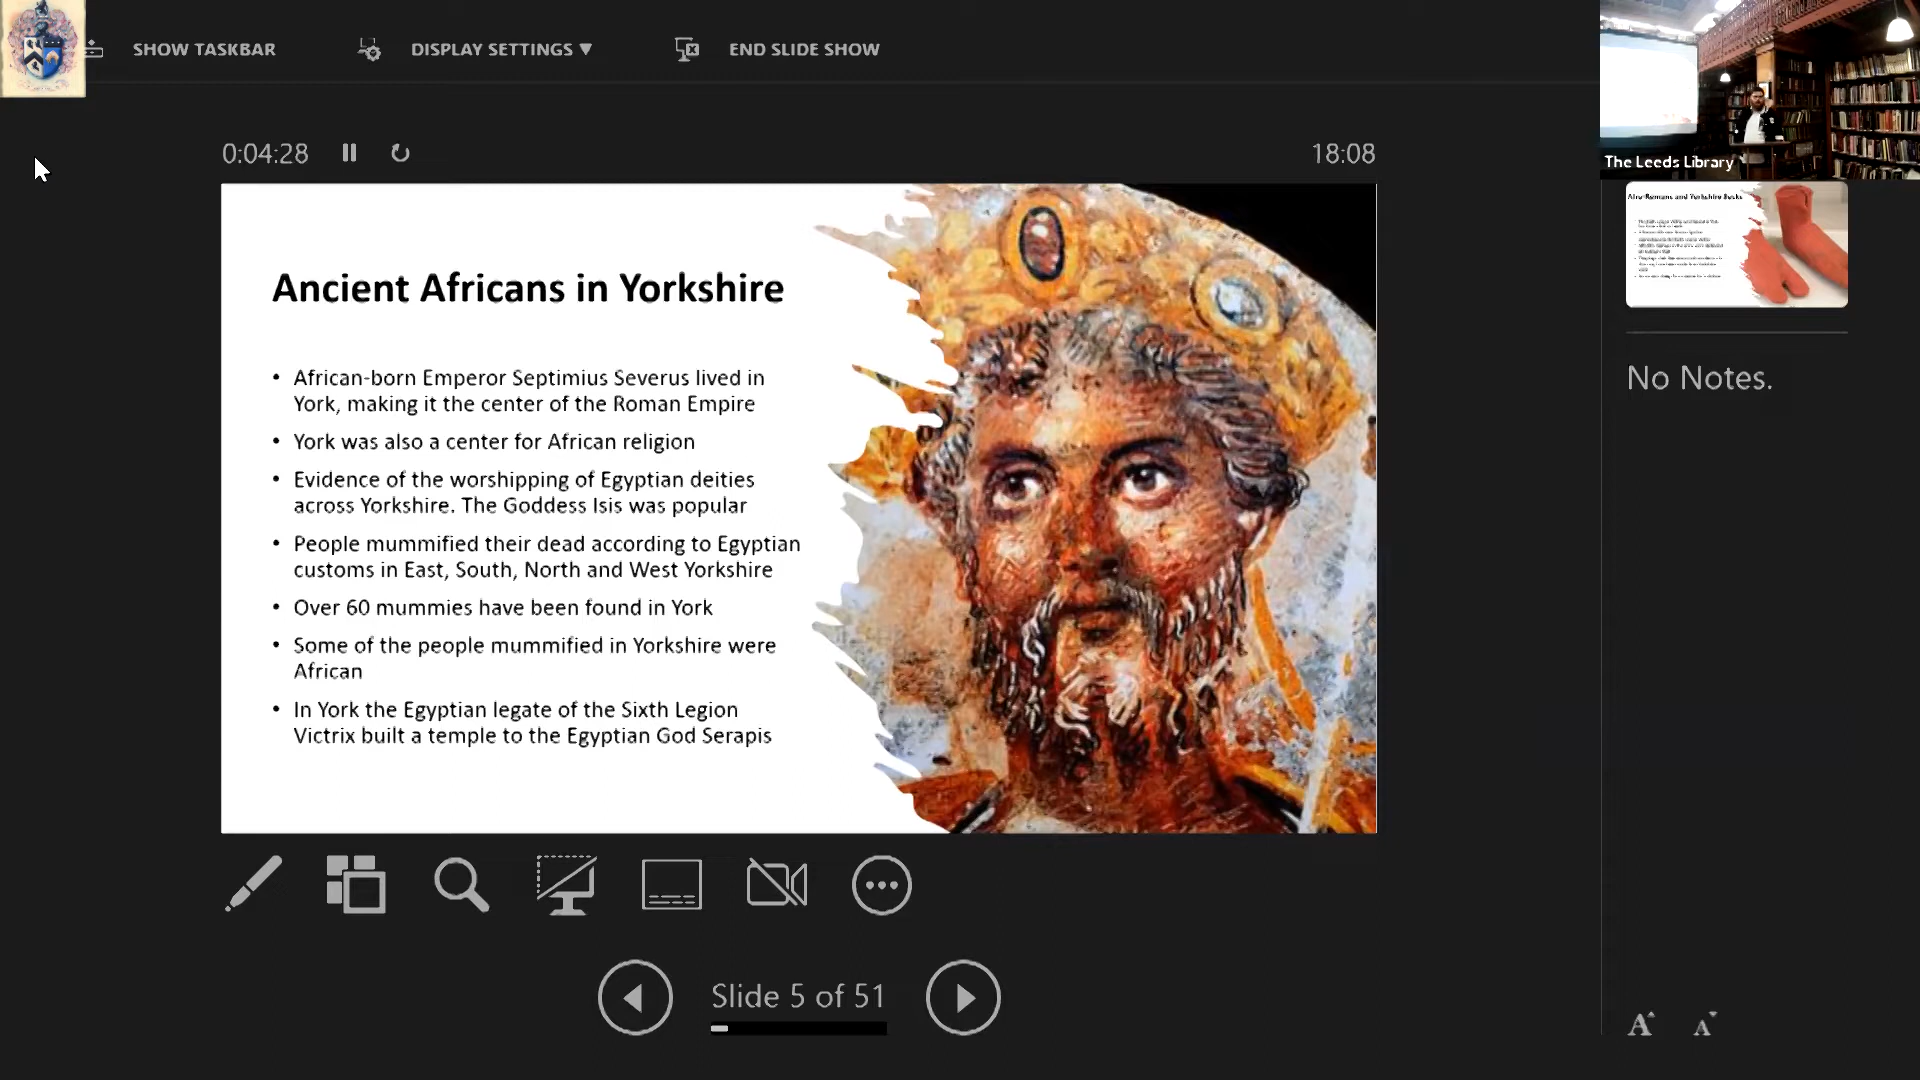 SHOW TASKBAR
DISPLAY SETTINGS ▼
END SLIDE SHOW
0:04:28
18:08
The Leeds Library
Ancient Africans in Yorkshire
• African-born Emperor Septimius Severus lived in
York, making it the center of the Roman Empire
• York was also a center for African religion
• Evidence of the worshipping of Egyptian deities
across Yorkshire. The Goddess Isis was popular
• People mummified their dead according to Egyptian
customs in East, South, North and West Yorkshire
• Over 60 mummies have been found in York
• Some of the people mummified in Yorkshire were
African
• In York the Egyptian legate of the Sixth Legion
Victrix built a temple to the Egyptian God Serapis
Afro-Romans and Yorkshire Socks
No Notes.
Slide 5 of 51
A A